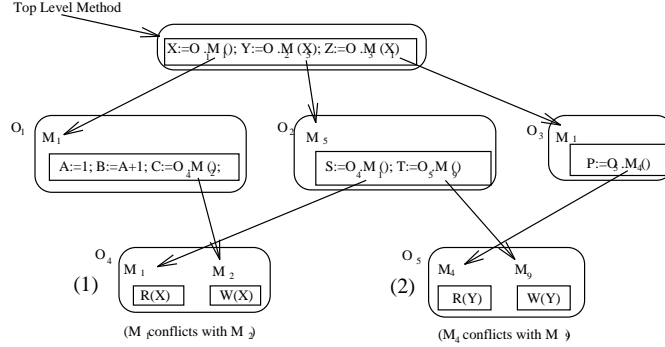 Top Level Method
X:=O1.M1(); Y:=O2.M5(X); Z:=O3.M1(X)
O1
M1
A:=1; B:=A+1; C:=O4.M2();
O2
M5
S:=O4.M1(); T:=O5.M9()
O3
M1
P:=O5.M4()
O4
(1)
M1
M2
R(X)
W(X)
(M1 conflicts with M2)
O5
(2)
M4
M9
R(Y)
W(Y)
(M4 conflicts with M9)